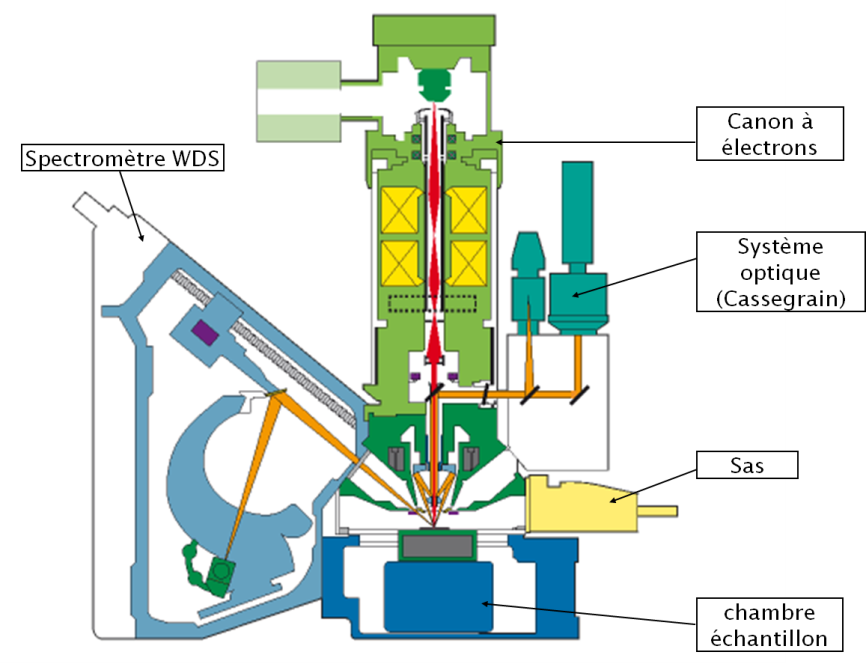 Canon à
électrons
Spectromètre WDS
Système
optique
(Cassegrain)
Sas
chambre
échantillon